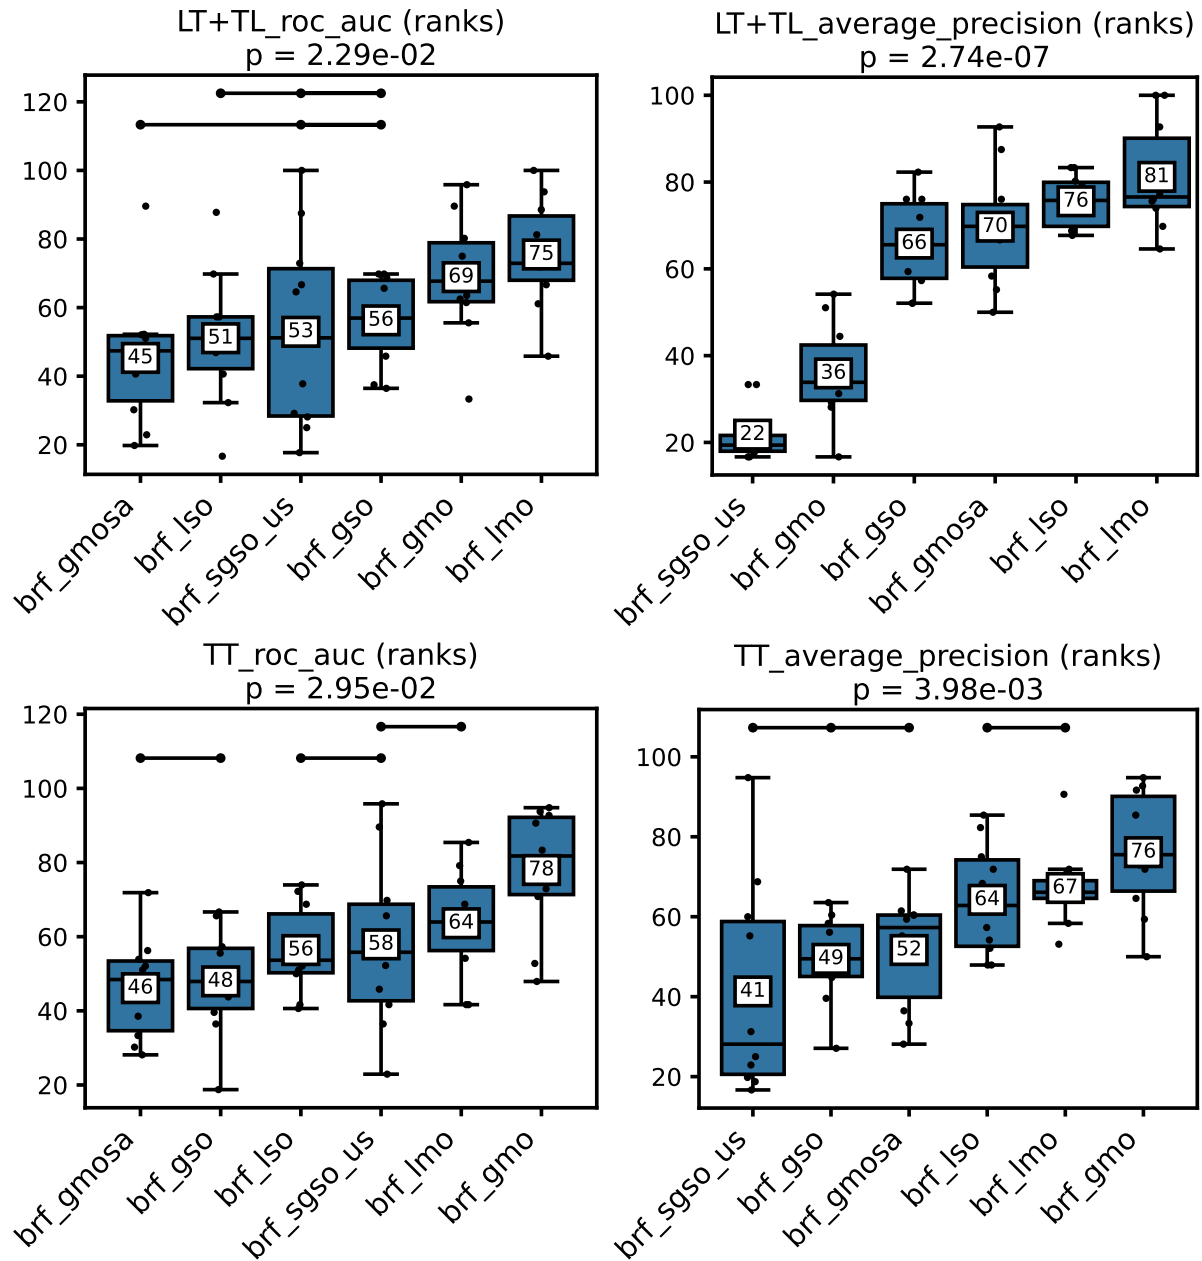 LT+TL_roc_auc (ranks)
p = 2.29e-02
120
100
80
60
40
20
45
51
53
56
69
75
brf_gmosa
brf_lso
brf_sgso_us
brf_gso
brf_gmo
brf_lmo
LT+TL_average_precision (ranks)
p = 2.74e-07
100
80
60
40
20
22
36
66
70
76
81
brf_sgso_us
brf_gmo
brf_gso
brf_gmosa
brf_lso
brf_lmo
TT_roc_auc (ranks)
p = 2.95e-02
120
100
80
60
40
20
46
48
56
58
64
78
brf_gmosa
brf_gso
brf_lso
brf_sgso_us
brf_lmo
brf_gmo
TT_average_precision (ranks)
p = 3.98e-03
100
80
60
40
20
41
49
52
64
67
76
brf_sgso_us
brf_gso
brf_gmosa
brf_lso
brf_lmo
brf_gmo